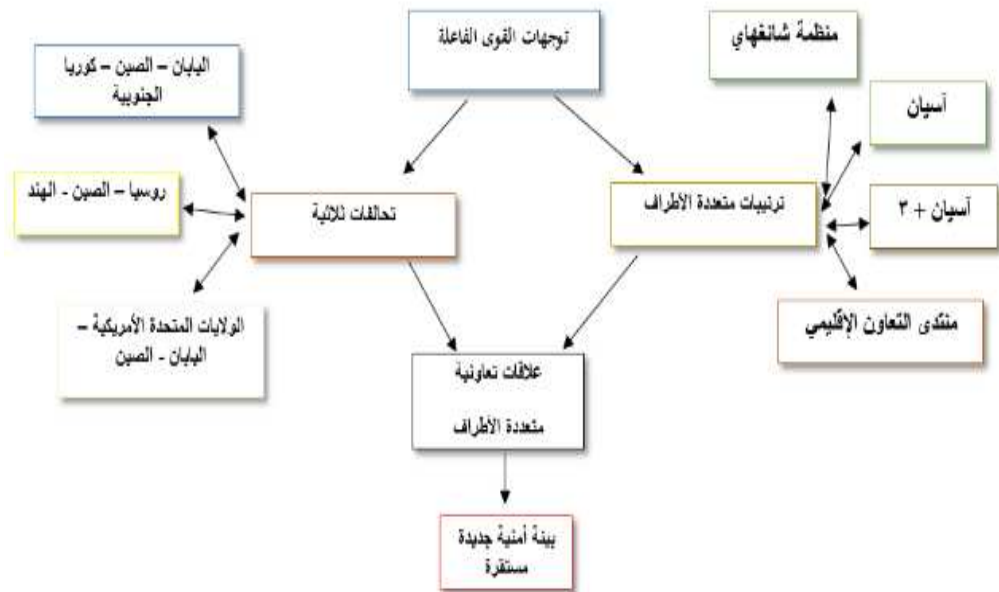 توجهات القوى الفاعلة
منظمة شانغهاي
اليابان – الصين – كوريا
الجنوبية
آسيان
روسيا – الصين - الهند
تحالفات ثلاثية
ترتيبات متعددة الأطراف
آسيان + ٣
الولايات المتحدة الأمريكية –
اليابان - الصين
منتدى التعاون الإقليمي
علاقات تعاونية
متعددة الأطراف
بيئة أمنية جديدة
مستقرة